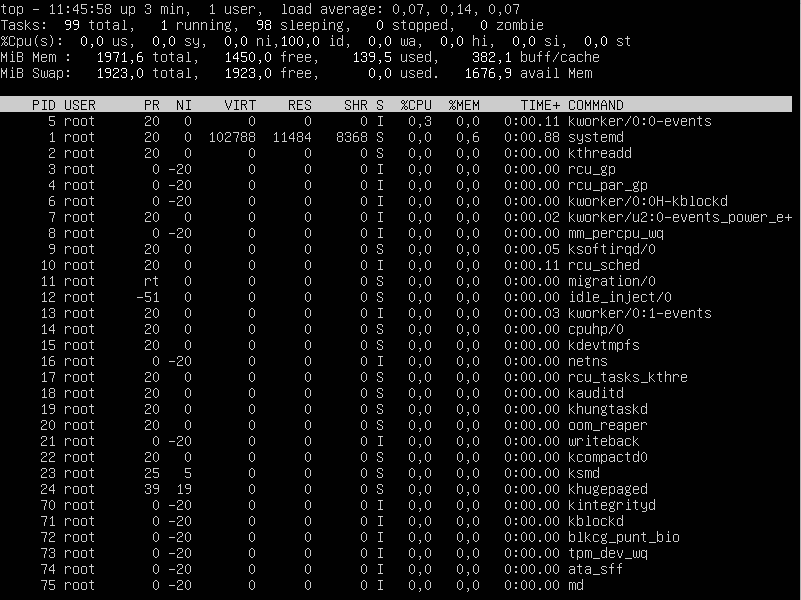 top - 11:45:58 up 3 min,  1 user,  load average: 0,07, 0,14, 0,07
Tasks:  99 total,   1 running,  98 sleeping,   0 stopped,   0 zombie
%Cpu(s):  0,0 us,  0,0 sy,  0,0 ni,100,0 id,  0,0 wa,  0,0 hi,  0,0 si,  0,0 st
MiB Mem :   1971,6 total,   1450,0 free,    139,5 used,    382,1 buff/cache
MiB Swap:   1923,0 total,   1923,0 free,      0,0 used.   1676,9 avail Mem
PID USER      PR  NI    VIRT    RES    SHR S  %CPU  %MEM     TIME+ COMMAND
5 root      20   0       0      0      0 I   0,3   0,0   0:00.11 kworker/0:0-events
1 root      20   0  102788  11484   8368 S   0,0   0,6   0:00.88 systemd
2 root      20   0       0      0      0 S   0,0   0,0   0:00.00 kthreadd
3 root       0 -20       0      0      0 I   0,0   0,0   0:00.00 rcu_gp
4 root       0 -20       0      0      0 I   0,0   0,0   0:00.00 rcu_par_gp
6 root       0 -20       0      0      0 I   0,0   0,0   0:00.00 kworker/0:0H-kblockd
7 root      20   0       0      0      0 I   0,0   0,0   0:00.02 kworker/u2:0-events_power_e+
8 root       0 -20       0      0      0 I   0,0   0,0   0:00.00 mm_percpu_wq
9 root      20   0       0      0      0 S   0,0   0,0   0:00.05 ksoftirqd/0
10 root      20   0       0      0      0 I   0,0   0,0   0:00.11 rcu_sched
11 root      rt   0       0      0      0 S   0,0   0,0   0:00.00 migration/0
12 root     -51   0       0      0      0 S   0,0   0,0   0:00.00 idle_inject/0
13 root      20   0       0      0      0 I   0,0   0,0   0:00.03 kworker/0:1-events
14 root      20   0       0      0      0 S   0,0   0,0   0:00.00 cpuhp/0
15 root      20   0       0      0      0 S   0,0   0,0   0:00.00 kdevtmpfs
16 root       0 -20       0      0      0 I   0,0   0,0   0:00.00 netns
17 root      20   0       0      0      0 S   0,0   0,0   0:00.00 rcu_tasks_kthre
18 root      20   0       0      0      0 S   0,0   0,0   0:00.00 kauditd
19 root      20   0       0      0      0 S   0,0   0,0   0:00.00 khungtaskd
20 root      20   0       0      0      0 S   0,0   0,0   0:00.00 oom_reaper
21 root       0 -20       0      0      0 I   0,0   0,0   0:00.00 writeback
22 root      20   0       0      0      0 S   0,0   0,0   0:00.00 kcompactd0
23 root      25   5       0      0      0 S   0,0   0,0   0:00.00 ksmd
24 root      39  19       0      0      0 S   0,0   0,0   0:00.00 khugepaged
70 root       0 -20       0      0      0 I   0,0   0,0   0:00.00 kintegrityd
71 root       0 -20       0      0      0 I   0,0   0,0   0:00.00 kblockd
72 root       0 -20       0      0      0 I   0,0   0,0   0:00.00 blkcg_punt_bio
73 root       0 -20       0      0      0 I   0,0   0,0   0:00.00 tpm_dev_wq
74 root       0 -20       0      0      0 I   0,0   0,0   0:00.00 ata_sff
75 root       0 -20       0      0      0 I   0,0   0,0   0:00.00 md